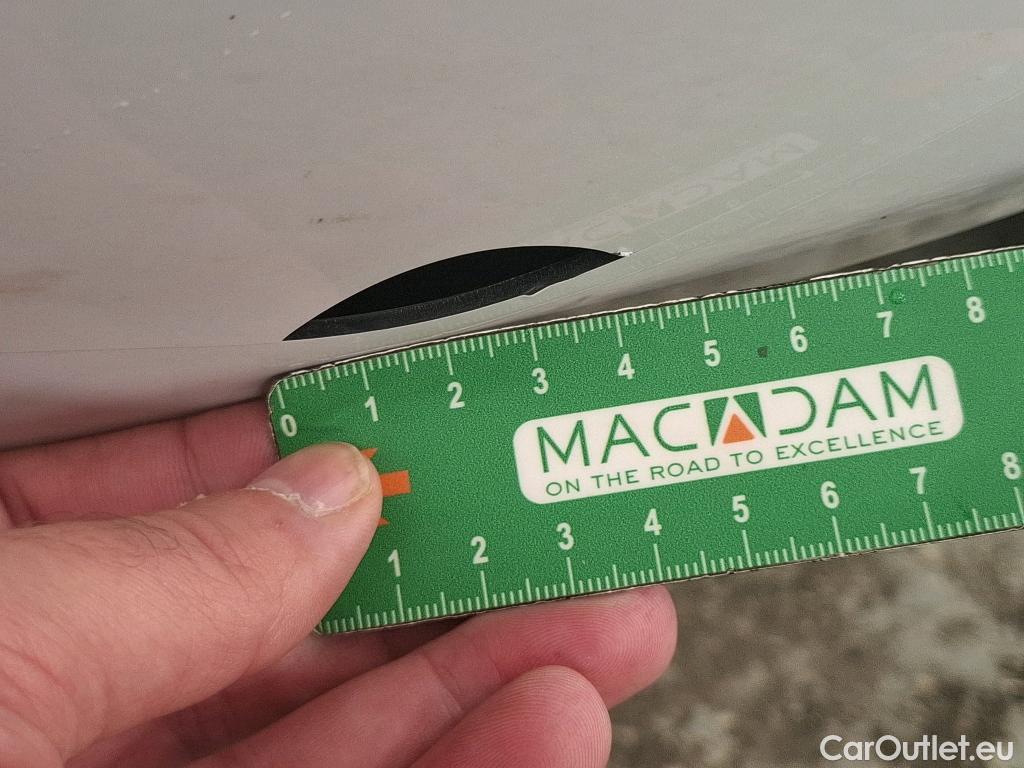 MACADAM
0 1 2 3 4 5 6 7 8
MACADAM
ON THE ROAD TO EXCELLENCE
1 2 3 4 5 6 7 8
CarOutlet.eu